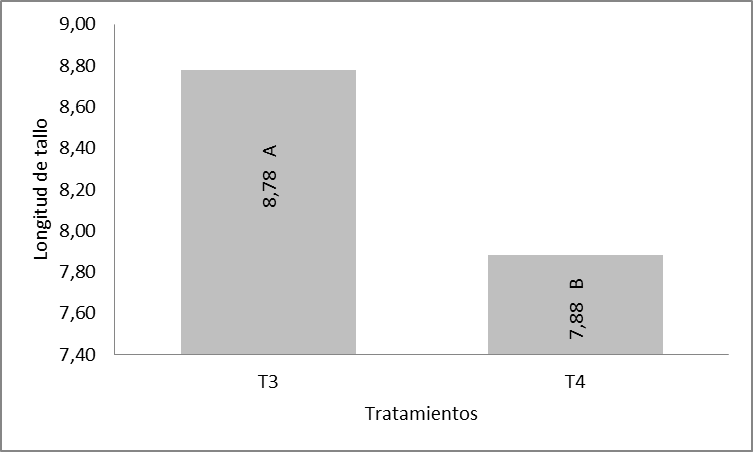 9,00
8,80
8,60
8,40
8,20
8,00
7,80
7,60
7,40
Longitud de tallo
8,78 A
7,88 B
T3
T4
Tratamientos